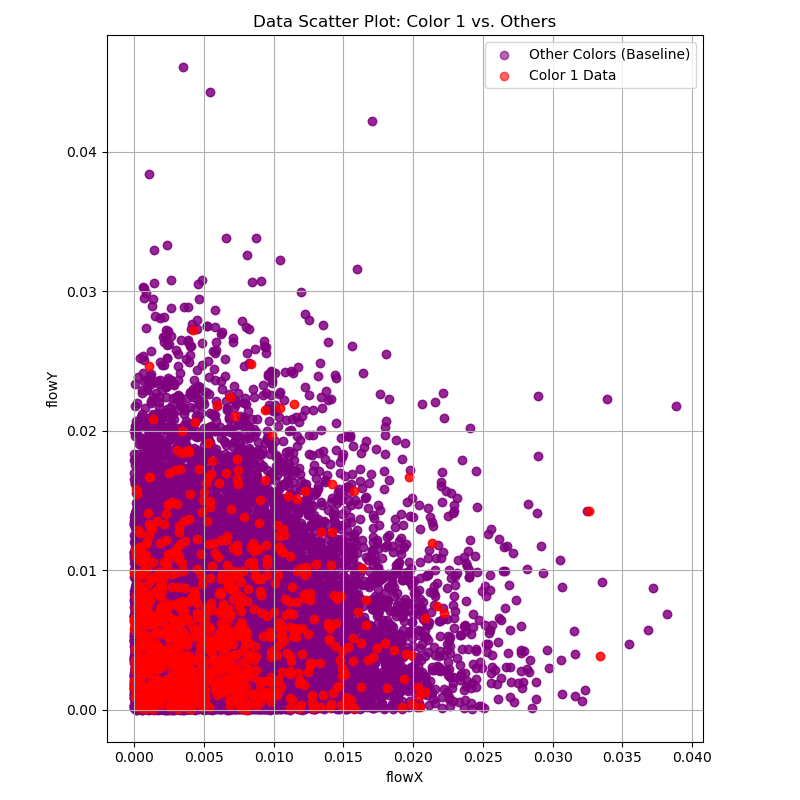 Data Scatter Plot: Color 1 vs. Others
Other Colors (Baseline)
Color 1 Data
flowY
0.04
0.03
0.02
0.01
0.00
0.000 0.005 0.010 0.015 0.020 0.025 0.030 0.035 0.040
flowX